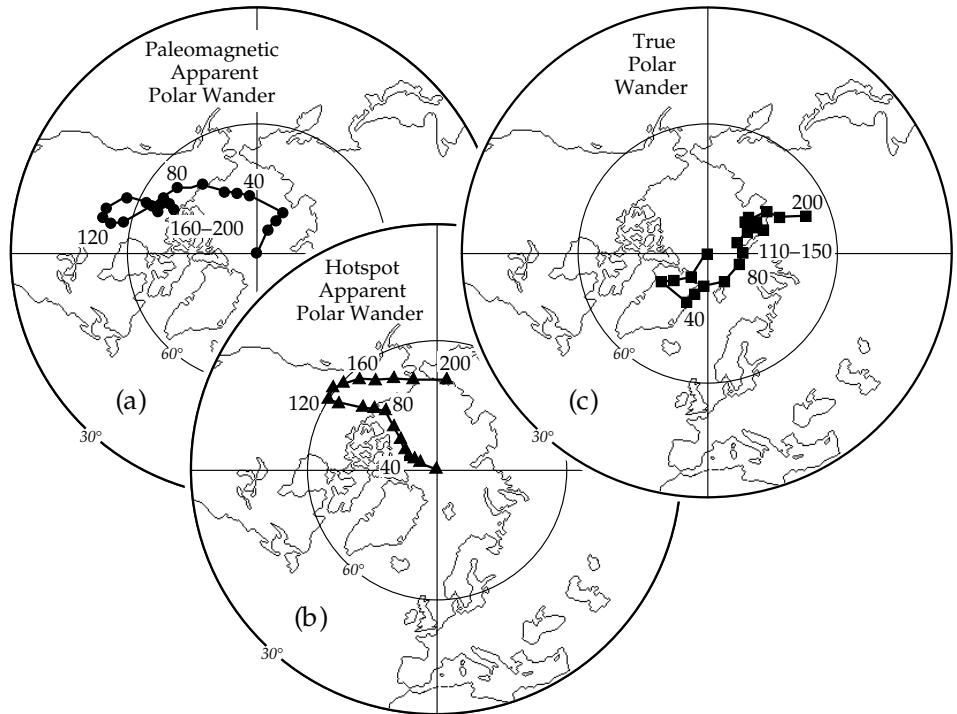 Paleomagnetic
Apparent
Polar Wander
80
40
120
160–200
60°
(a)
30°
Hotspot
Apparent
Polar Wander
160
200
120
80
40
60°
(b)
30°
True
Polar
Wander
200
110–150
80
40
60°
(c)
30°